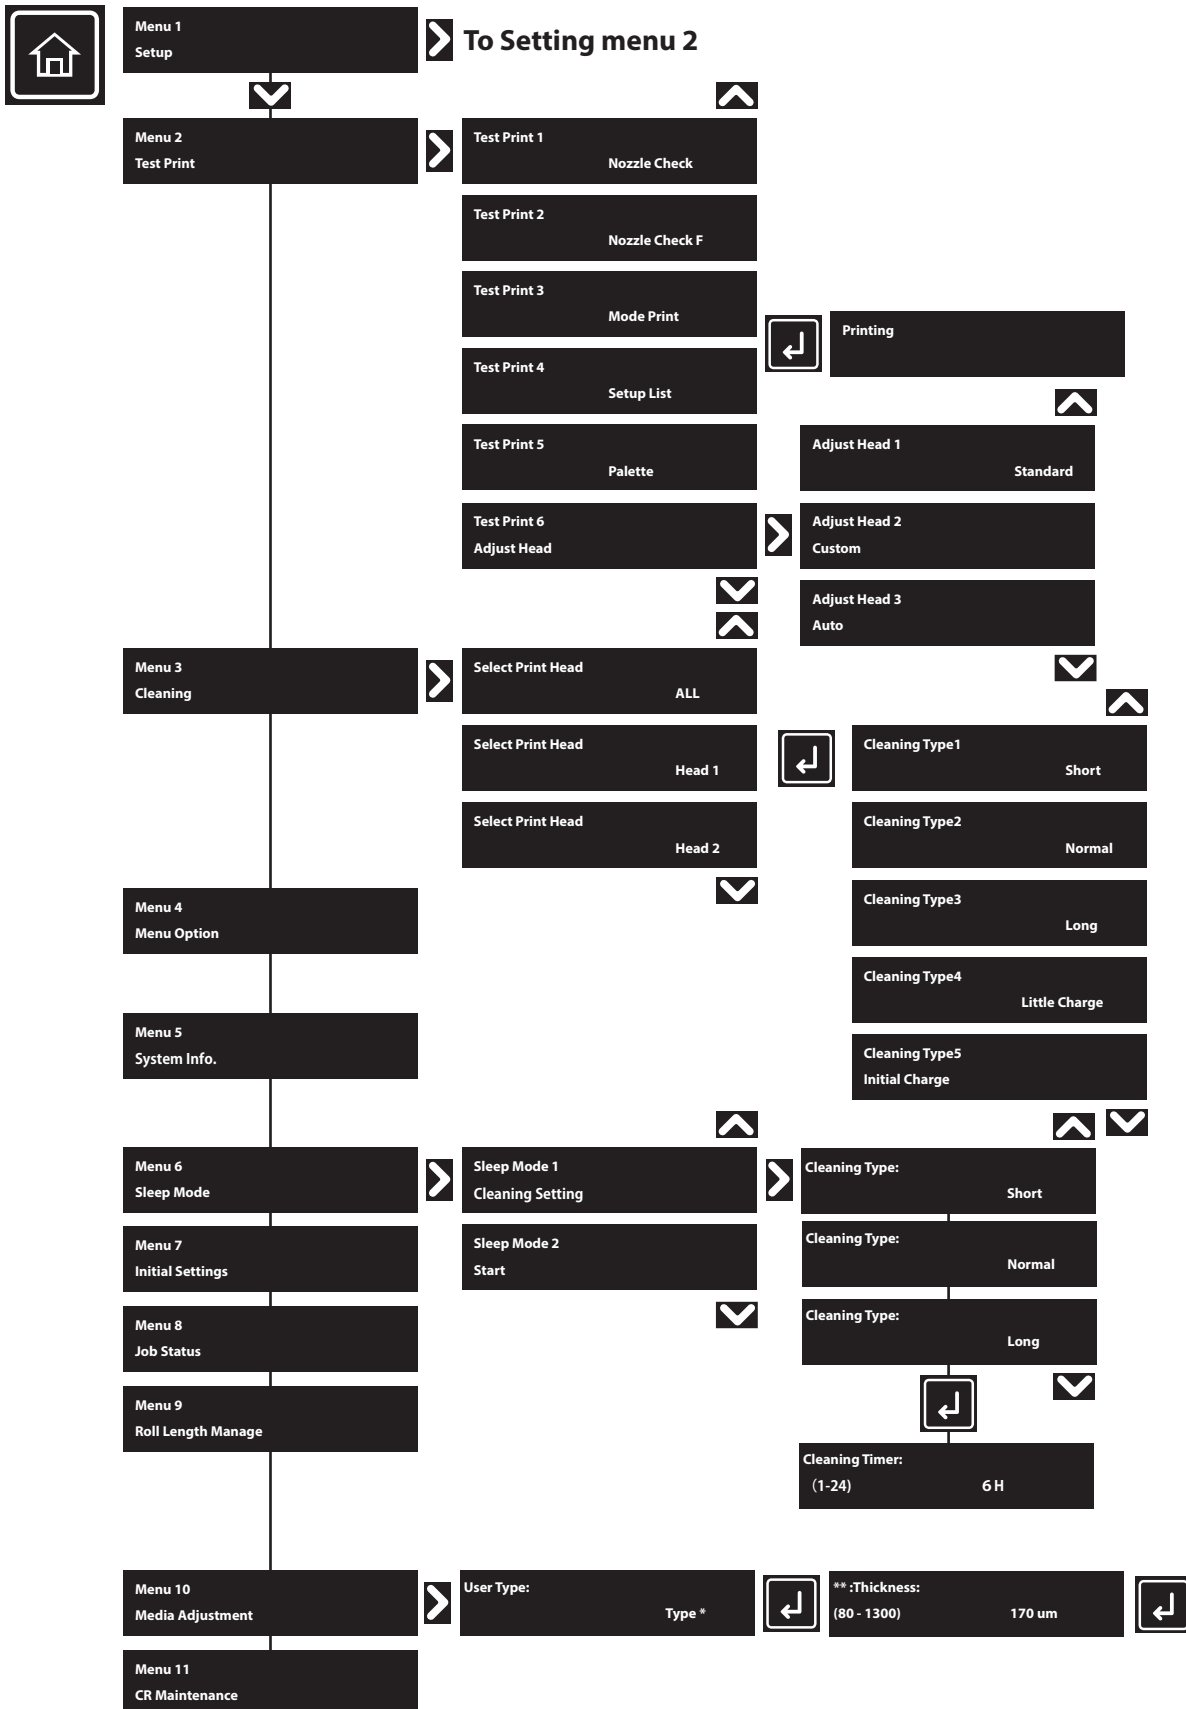 Menu 1
Setup
To Setting menu 2
Menu 2
Test Print
Test Print 1
Nozzle Check
Test Print 2
Nozzle Check F
Test Print 3
Mode Print
Printing
Test Print 4
Setup List
Test Print 5
Palette
Adjust Head 1
Standard
Test Print 6
Adjust Head
Adjust Head 2
Custom
Adjust Head 3
Auto
Menu 3
Cleaning
Select Print Head
ALL
Select Print Head
Head 1
Select Print Head
Head 2
Cleaning Type1
Short
Cleaning Type2
Normal
Cleaning Type3
Long
Cleaning Type4
Little Charge
Cleaning Type5
Initial Charge
Menu 4
Menu Option
Menu 5
System Info.
Menu 6
Sleep Mode
Sleep Mode 1
Cleaning Setting
Cleaning Type:
Short
Menu 7
Initial Settings
Sleep Mode 2
Start
Cleaning Type:
Normal
Cleaning Type:
Long
Menu 8
Job Status
Menu 9
Roll Length Manage
Cleaning Timer:
(1-24) 6 H
Menu 10
Media Adjustment
User Type:
Type *
** :Thickness:
(80 - 1300) 170 um
Menu 11
CR Maintenance